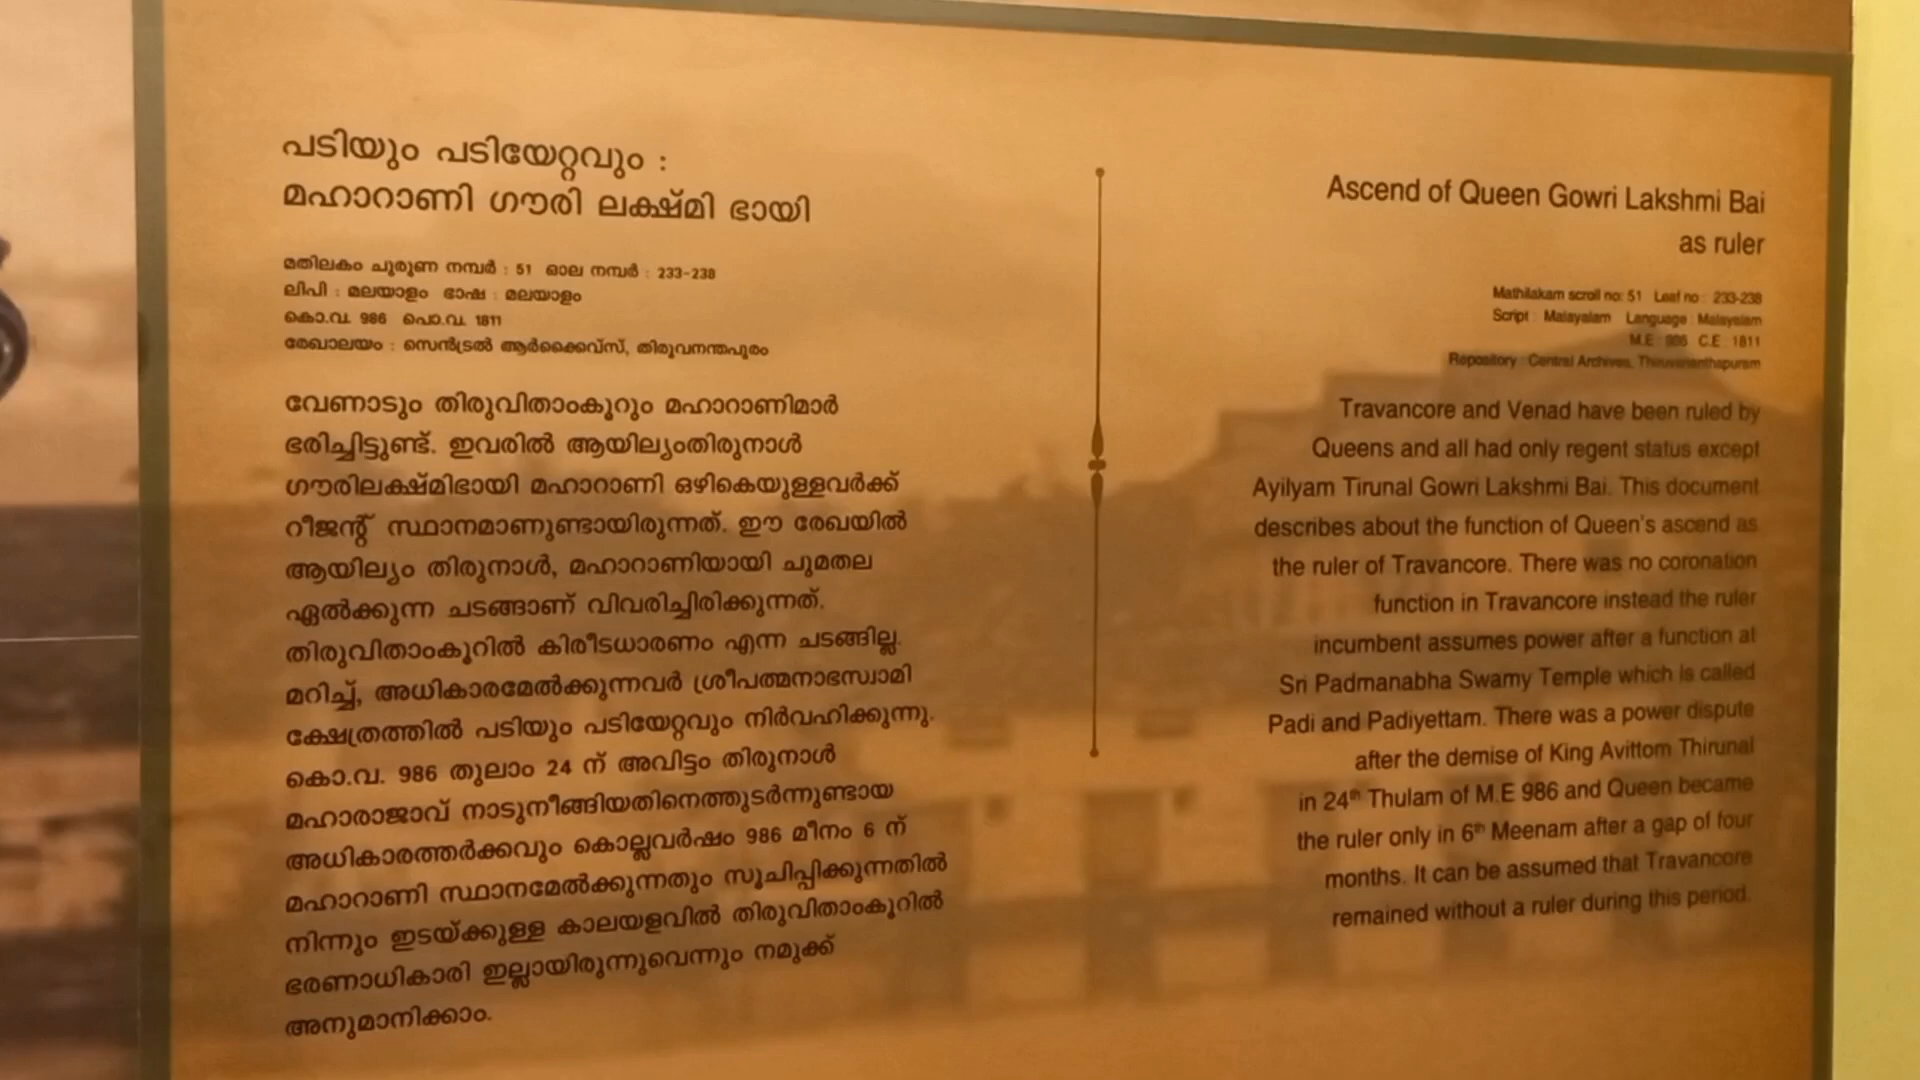 പടിയും പടിയേറ്റവും :
മഹാറാണി ഗൗരി ലക്ഷ്മി ഭായി
മതിലകം ചുരുണ നമ്പർ : 51 ഓല നമ്പർ : 233-238
ലിപി : മലയാളം ഭാഷ : മലയാളം
കൊ.വ. 986 പൊ.വ. 1811
രേഖാലയം : സെൻട്രൽ ആർക്കൈവ്സ്, തിരുവനന്തപുരം
വേണാടും തിരുവിതാംകൂറും മഹാറാണിമാർ
ഭരിച്ചിട്ടുണ്ട്. ഇവരിൽ ആയില്യംതിരുനാൾ
ഗൗരിലക്ഷ്മിഭായി മഹാറാണി ഒഴികെയുള്ളവർക്ക്
റീജന്റ് സ്ഥാനമാണുണ്ടായിരുന്നത്. ഈ രേഖയിൽ
ആയില്യം തിരുനാൾ, മഹാറാണിയായി ചുമതല
ഏൽക്കുന്ന ചടങ്ങാണ് വിവരിച്ചിരിക്കുന്നത്.
തിരുവിതാംകൂറിൽ കിരീടധാരണം എന്ന ചടങ്ങില്ല.
മറിച്ച്, അധികാരമേൽക്കുന്നവർ ശ്രീപത്മനാഭസ്വാമി
ക്ഷേത്രത്തിൽ പടിയും പടിയേറ്റവും നിർവഹിക്കുന്നു.
കൊ.വ. 986 തുലാം 24 ന് അവിട്ടം തിരുനാൾ
മഹാരാജാവ് നാടുനീങ്ങിയതിനെത്തുടർന്നുണ്ടായ
അധികാരത്തർക്കവും കൊല്ലവർഷം 986 മീനം 6 ന്
മഹാറാണി സ്ഥാനമേൽക്കുന്നതും സൂചിപ്പിക്കുന്നതിൽ
നിന്നും ഇടയ്ക്കുള്ള കാലയളവിൽ തിരുവിതാംകൂറിൽ
ഭരണാധികാരി ഇല്ലായിരുന്നുവെന്നും നമുക്ക്
അനുമാനിക്കാം.
Ascend of Queen Gowri Lakshmi Bai
as ruler
Mathilakam scroll no: 51 Leaf no : 233-238
Script : Malayalam Language : Malayalam
M.E : 986 C.E : 1811
Repository : Central Archives, Thiruvananthapuram
Travancore and Venad have been ruled by
Queens and all had only regent status except
Ayilyam Tirunal Gowri Lakshmi Bai. This document
describes about the function of Queen's ascend as
the ruler of Travancore. There was no coronation
function in Travancore instead the ruler
incumbent assumes power after a function at
Sri Padmanabha Swamy Temple which is called
Padi and Padiyettam. There was a power dispute
after the demise of King Avittom Thirunal
in 24th Thulam of M.E 986 and Queen became
the ruler only in 6th Meenam after a gap of four
months. It can be assumed that Travancore
remained without a ruler during this period.